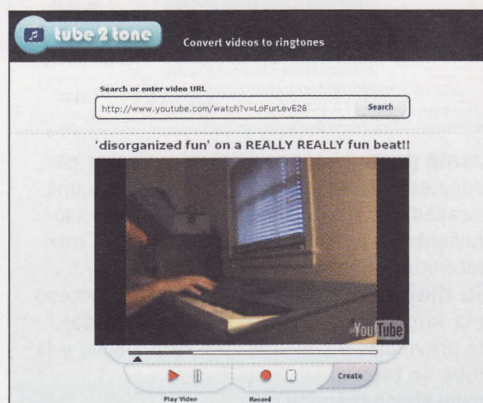 tube 2 tone
Convert videos to ringtones
Search or enter video URL
http://www.youtube.com/watch?v=LoFurLevE28
Search
'disorganized fun' on a REALLY REALLY fun beat!!
YouTube
Create
Play Video
Record